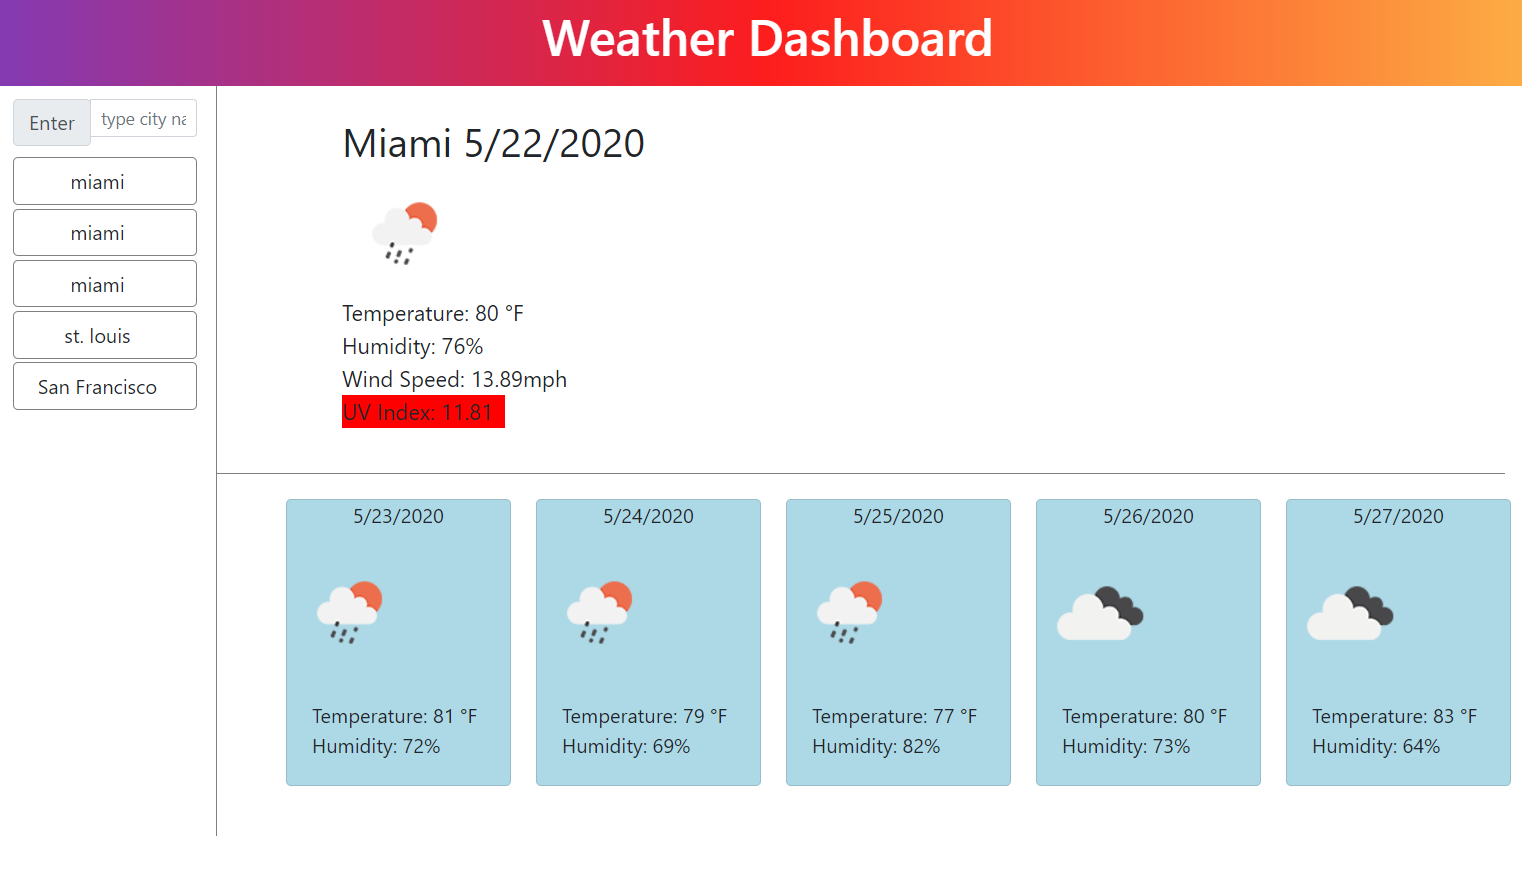 Weather Dashboard
Enter
type city na
miami
miami
miami
st. louis
San Francisco
Miami 5/22/2020
Temperature: 80 °F
Humidity: 76%
Wind Speed: 13.89mph
UV Index: 11.81
5/23/2020
Temperature: 81 °F
Humidity: 72%
5/24/2020
Temperature: 79 °F
Humidity: 69%
5/25/2020
Temperature: 77 °F
Humidity: 82%
5/26/2020
Temperature: 80 °F
Humidity: 73%
5/27/2020
Temperature: 83 °F
Humidity: 64%